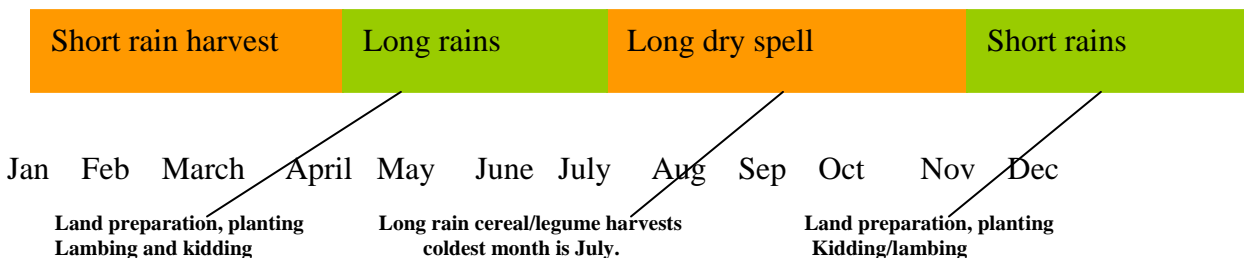 Short rain harvest Long rains Long dry spell Short rains
Jan Feb March April May June July Aug Sep Oct Nov Dec
Land preparation, planting Long rain cereal/legume harvests Land preparation, planting
Lambing and kidding coldest month is July. Kidding/lambing